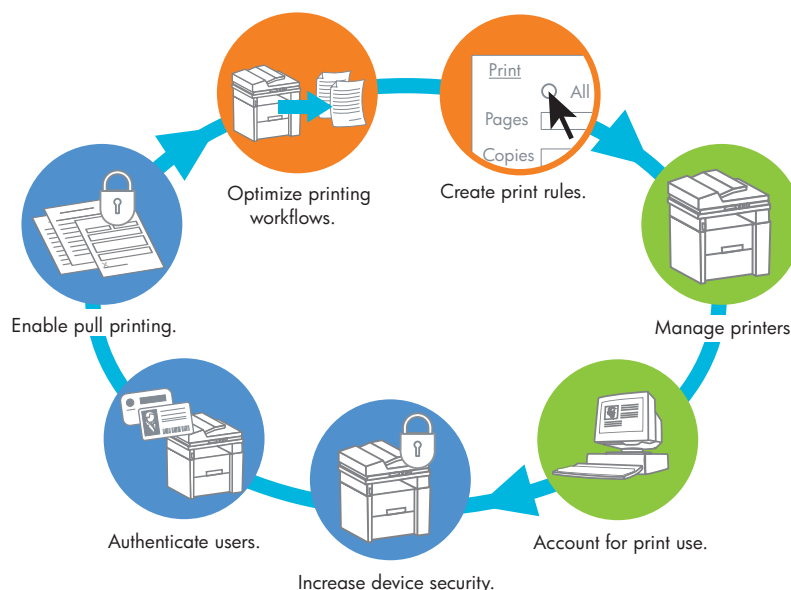 Print
All
Pages
Copies
Optimize printing
workflows.
Create print rules.
Enable pull printing.
Manage printers
Authenticate users.
Account for print use.
Increase device security.